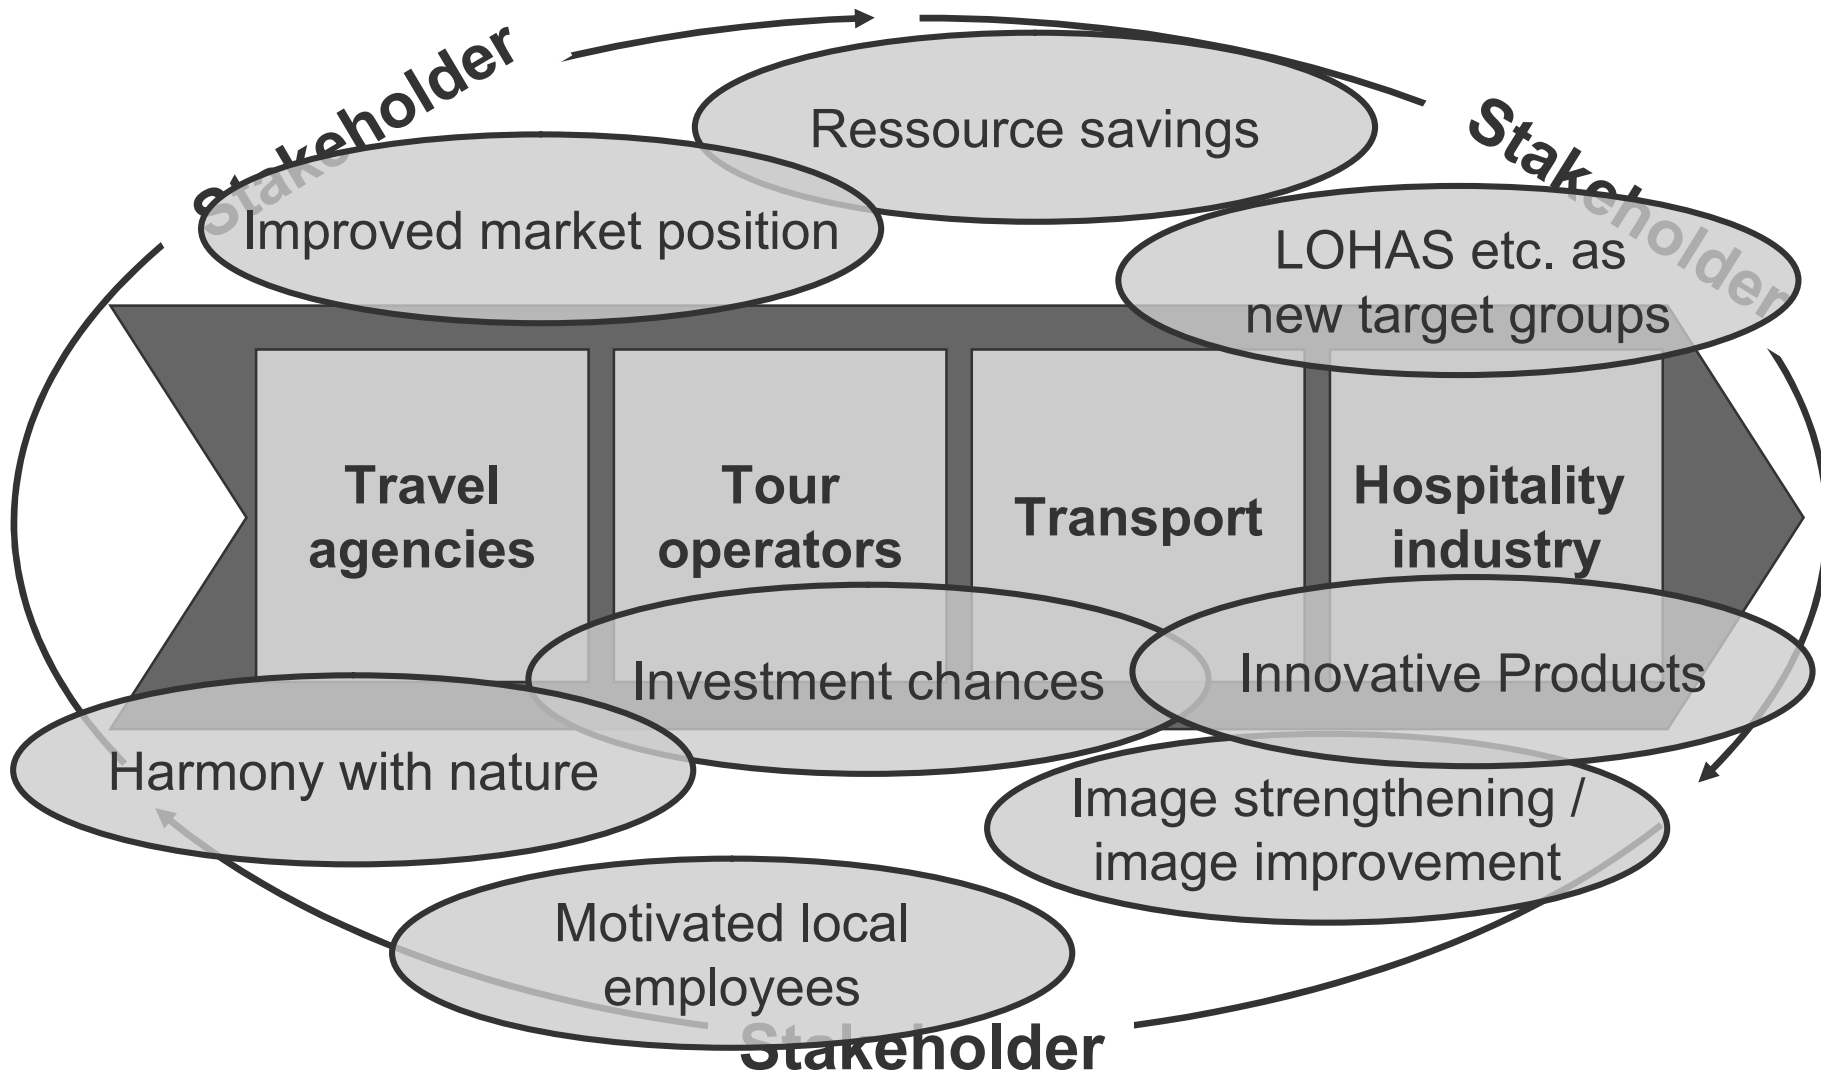 Stakeholder
Ressource savings
Stakeholder
Improved market position
LOHAS etc. as
new target groups
Travel
agencies
Tour
operators
Transport
Hospitality
industry
Investment chances
Innovative Products
Harmony with nature
Image strengthening /
image improvement
Motivated local
employees
Stakeholder